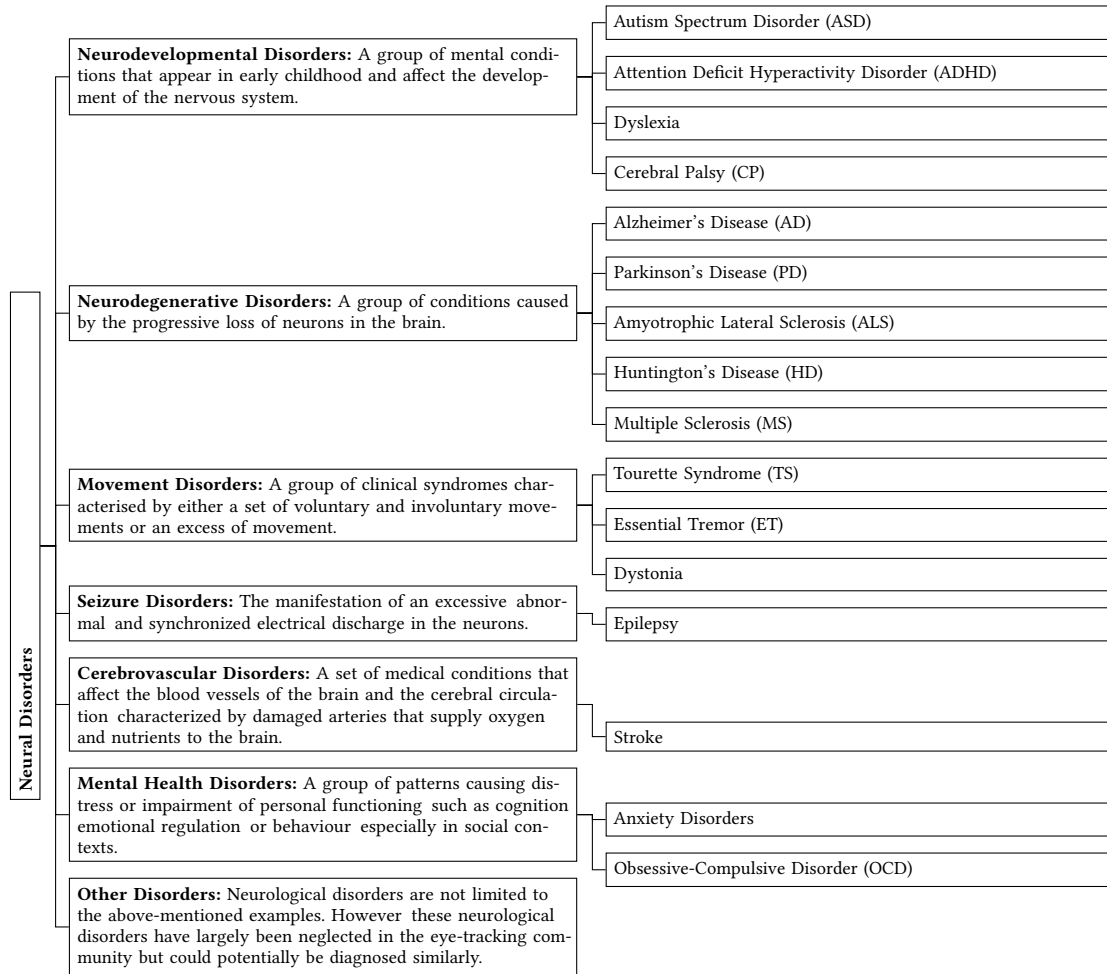 Neural Disorders
Neurodevelopmental Disorders: A group of mental condi-
tions that appear in early childhood and affect the develop-
ment of the nervous system.
Autism Spectrum Disorder (ASD)
Attention Deficit Hyperactivity Disorder (ADHD)
Dyslexia
Cerebral Palsy (CP)
Neurodegenerative Disorders: A group of conditions caused
by the progressive loss of neurons in the brain.
Alzheimer's Disease (AD)
Parkinson's Disease (PD)
Amyotrophic Lateral Sclerosis (ALS)
Huntington's Disease (HD)
Multiple Sclerosis (MS)
Movement Disorders: A group of clinical syndromes char-
acterised by either a set of voluntary and involuntary move-
ments or an excess of movement.
Tourette Syndrome (TS)
Essential Tremor (ET)
Dystonia
Seizure Disorders: The manifestation of an excessive abnor-
mal and synchronized electrical discharge in the neurons.
Epilepsy
Cerebrovascular Disorders: A set of medical conditions that
affect the blood vessels of the brain and the cerebral circula-
tion characterized by damaged arteries that supply oxygen
and nutrients to the brain.
Stroke
Mental Health Disorders: A group of patterns causing dis-
tress or impairment of personal functioning such as cognition
emotional regulation or behaviour especially in social con-
texts.
Anxiety Disorders
Obsessive-Compulsive Disorder (OCD)
Other Disorders: Neurological disorders are not limited to
the above-mentioned examples. However these neurological
disorders have largely been neglected in the eye-tracking com-
munity but could potentially be diagnosed similarly.